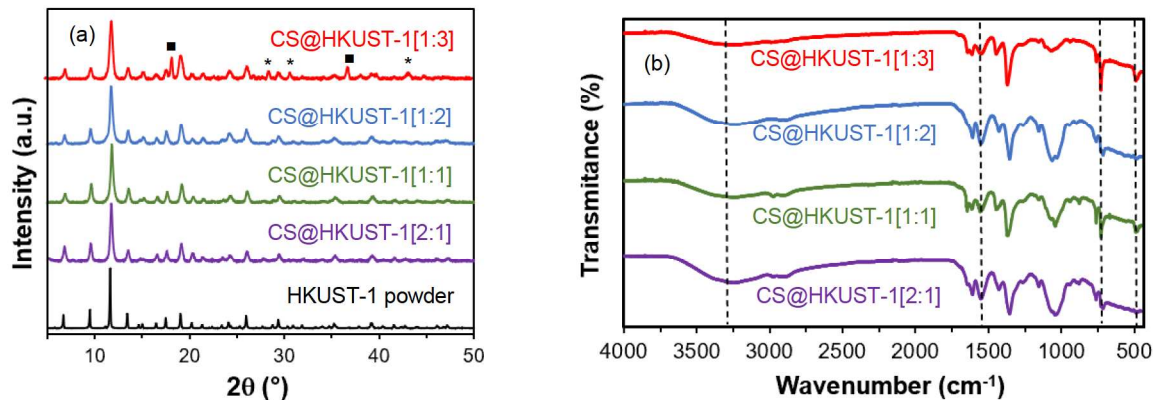 (a)
CS@HKUST-1[1:3]
* * *
CS@HKUST-1[1:2]
CS@HKUST-1[1:1]
CS@HKUST-1[2:1]
HKUST-1 powder
Intensity (a.u.)
10 20 30 40 50
2θ (°)
(b)
CS@HKUST-1[1:3]
CS@HKUST-1[1:2]
CS@HKUST-1[1:1]
CS@HKUST-1[2:1]
Transmitance (%)
4000 3500 3000 2500 2000 1500 1000 500
Wavenumber (cm⁻¹)